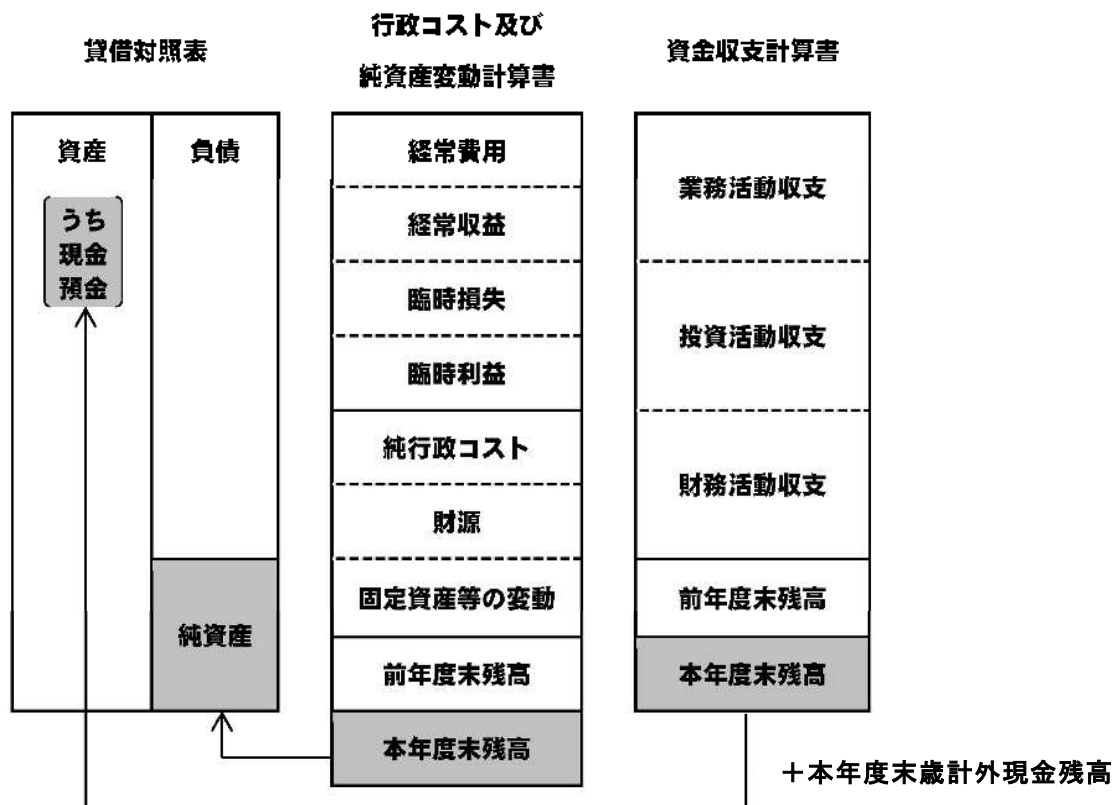 貸借対照表
行政コスト及び
純資産変動計算書
資金収支計算書
資産
負債
うち
現金
預金
純資産
経常費用
経常収益
臨時損失
臨時利益
純行政コスト
財源
固定資産等の変動
前年度末残高
本年度末残高
業務活動収支
投資活動収支
財務活動収支
前年度末残高
本年度末残高
＋本年度末歳計外現金残高